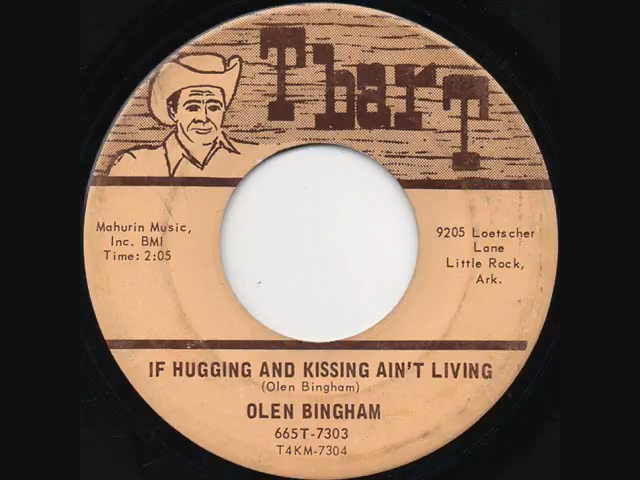 T bar T
Mahurin Music,
Inc. BMI
Time: 2:05
9205 Loetscher
Lane
Little Rock,
Ark.
IF HUGGING AND KISSING AIN'T LIVING
(Olen Bingham)
OLEN BINGHAM
665T-7303
T4KM-7304